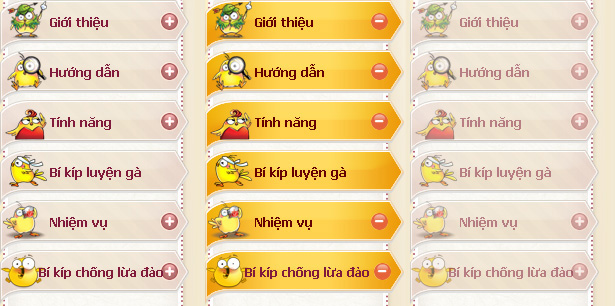 Giới thiệu Giới thiệu Giới thiệu
Hướng dẫn Hướng dẫn Hướng dẫn
Tính năng Tính năng Tính năng
Bí kíp luyện gà Bí kíp luyện gà Bí kíp luyện gà
Nhiệm vụ Nhiệm vụ Nhiệm vụ
Bí kíp chống lừa đảo Bí kíp chống lừa đảo Bí kíp chống lừa đảo